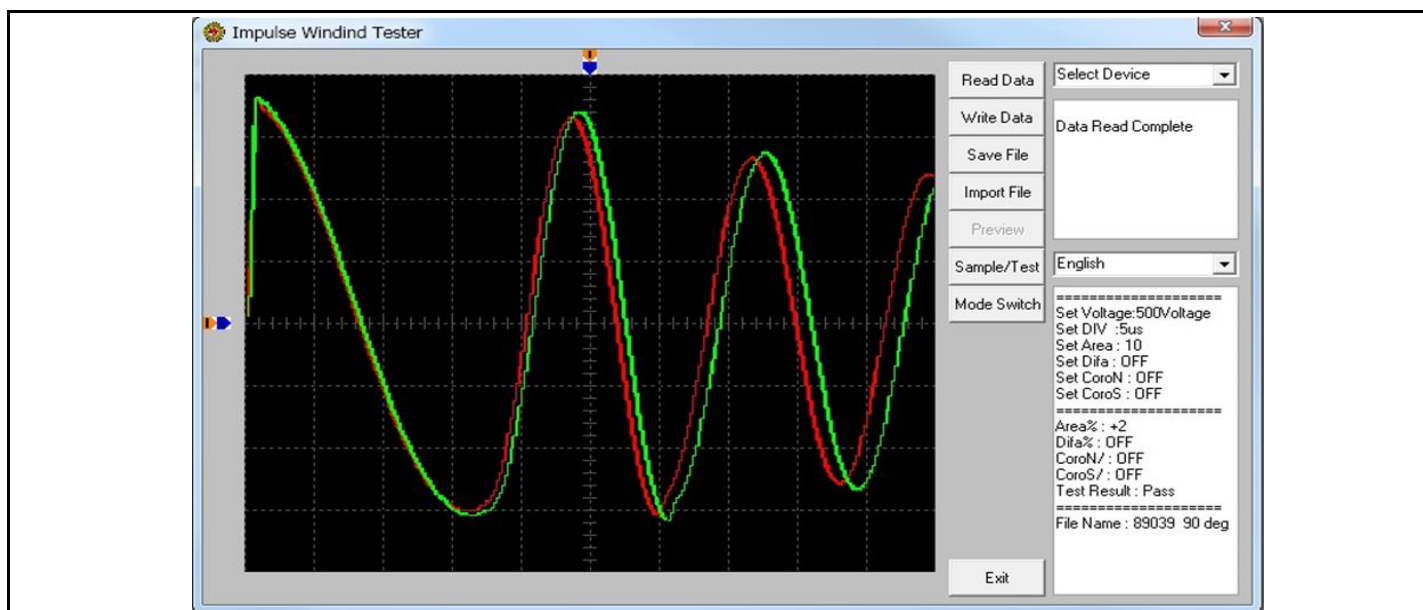 Impulse Windind Tester
Read Data
Write Data
Save File
Import File
Preview
Sample/Test
Mode Switch
Exit
Select Device
Data Read Complete
English
=====================
Set Voltage:500Voltage
Set DIV :5us
Set Area : 10
Set Difa : OFF
Set CoroN : OFF
Set CoroS : OFF
=====================
Area% : +2
Difa% : OFF
CoroN/ : OFF
CoroS/ : OFF
Test Result : Pass
=====================
File Name : 89039 90 deg